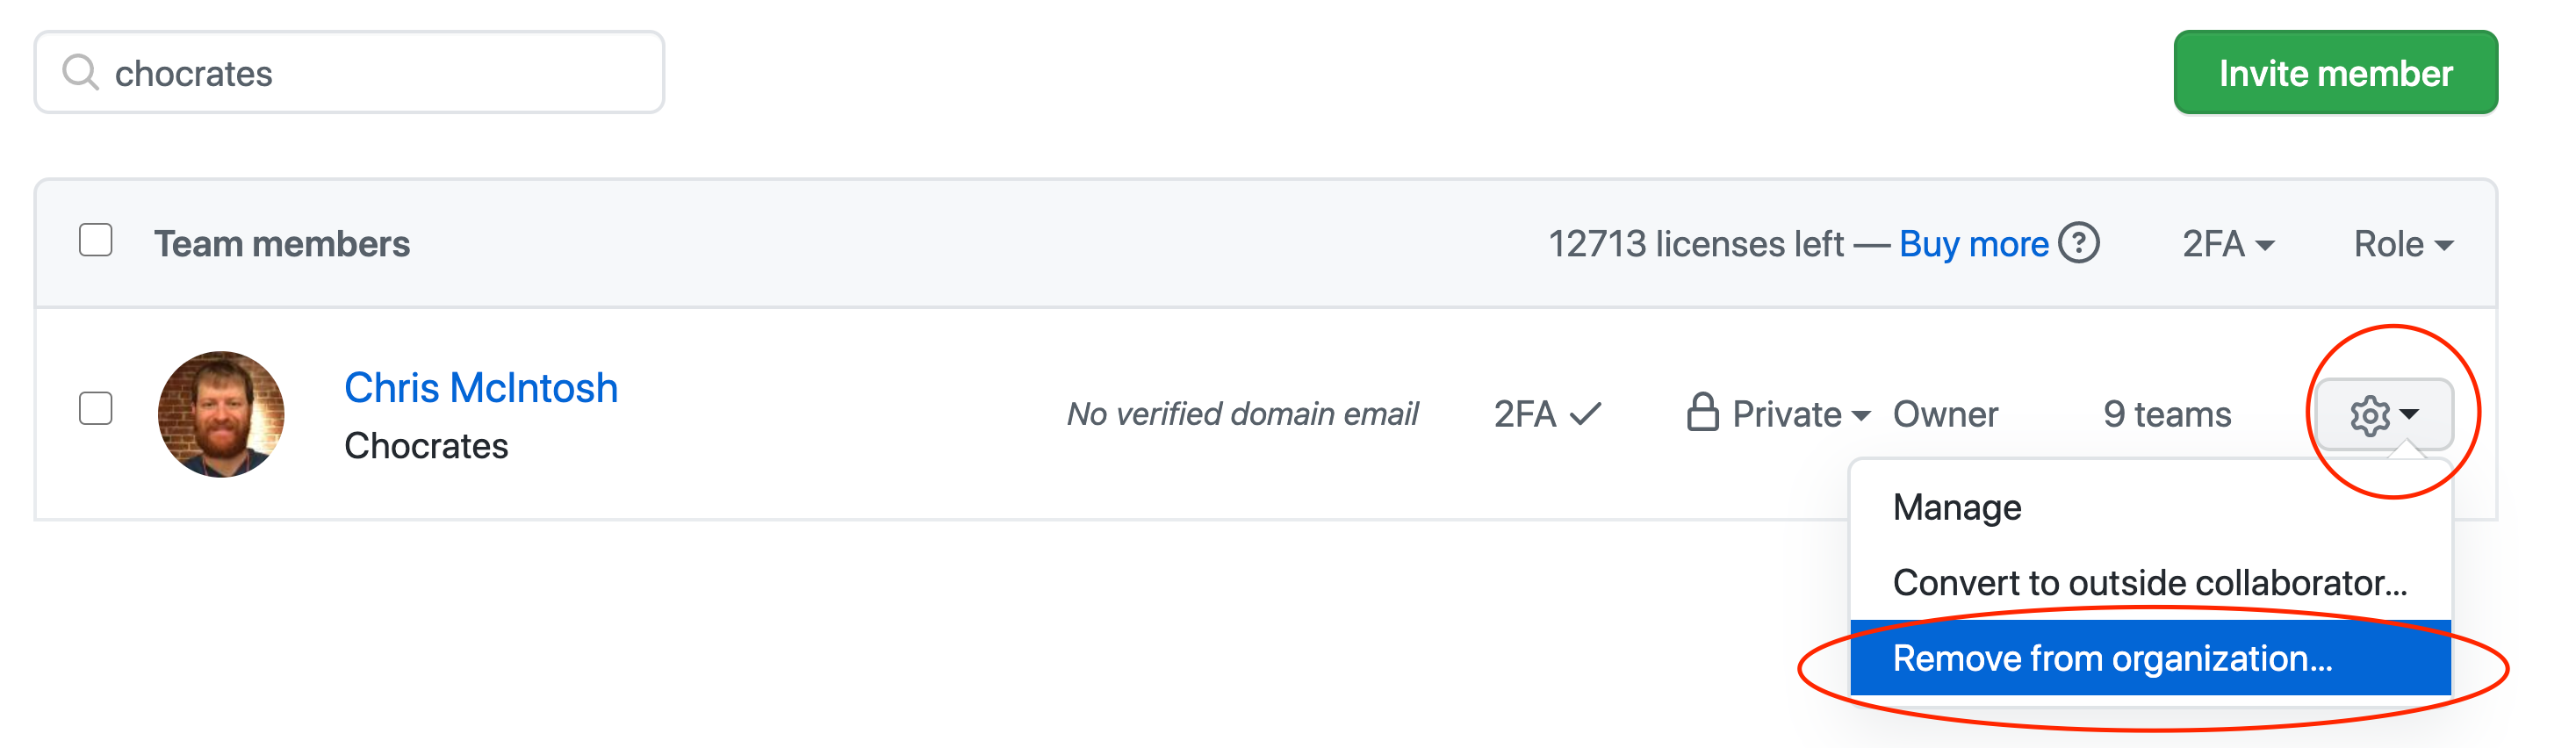 chocrates
Invite member
Team members
12713 licenses left — Buy more ?
2FA
Role
Chris McIntosh
Chocrates
No verified domain email
2FA ✓
Private
Owner
9 teams
Manage
Convert to outside collaborator...
Remove from organization...